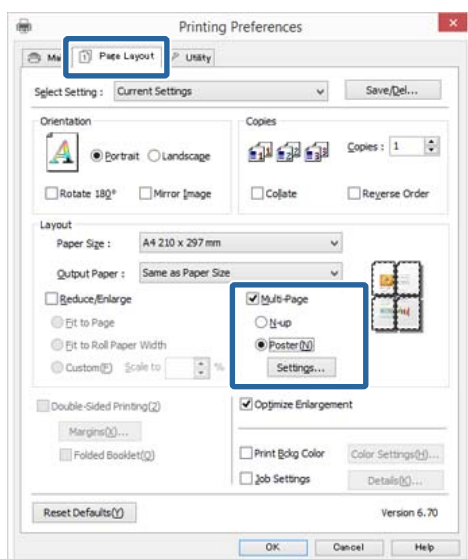 Printing Preferences
Page Layout Utility
Select Setting : Current Settings Save/Del...
Orientation Copies
Portrait Landscape Copies : 1
Rotate 180° Mirror Image Collate Reverse Order
Layout
Paper Size : A4 210 x 297 mm
Output Paper : Same as Paper Size
Reduce/Enlarge Multi-Page
Fit to Page N-up
Fit to Roll Paper Width Poster(N)
Custom(F) Scale to % Settings...
Double-Sided Printing(2) Optimize Enlargement
Margins(X)...
Folded Booklet(Q) Print Bckg Color Color Settings(H)...
Job Settings Details(K)...
Reset Defaults(Y) Version 6.70
OK Cancel Help